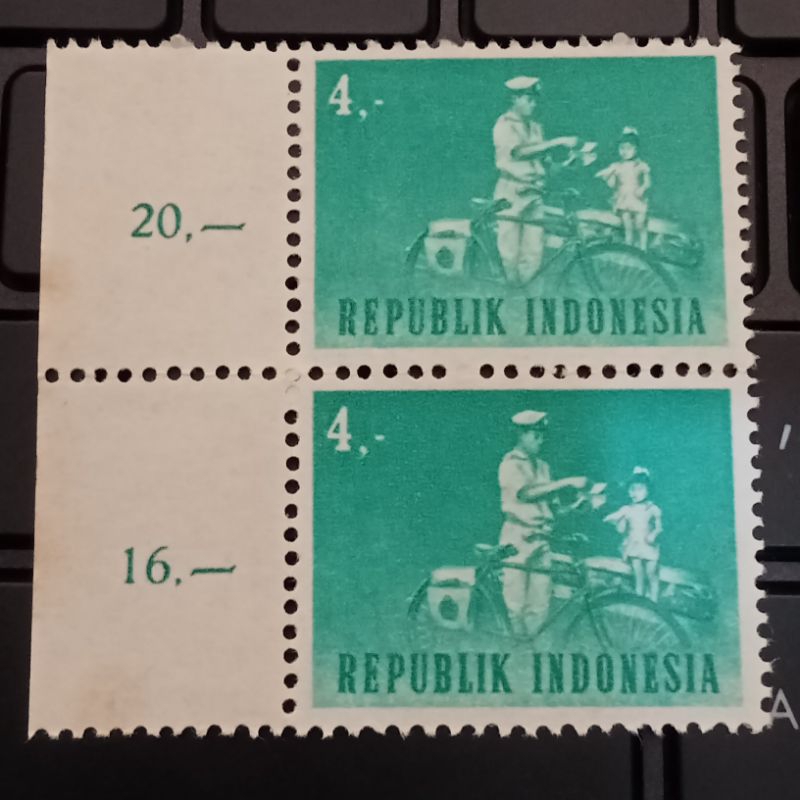 4,-
20,—
REPUBLIK INDONESIA
4,-
16.—
REPUBLIK INDONESIA
A